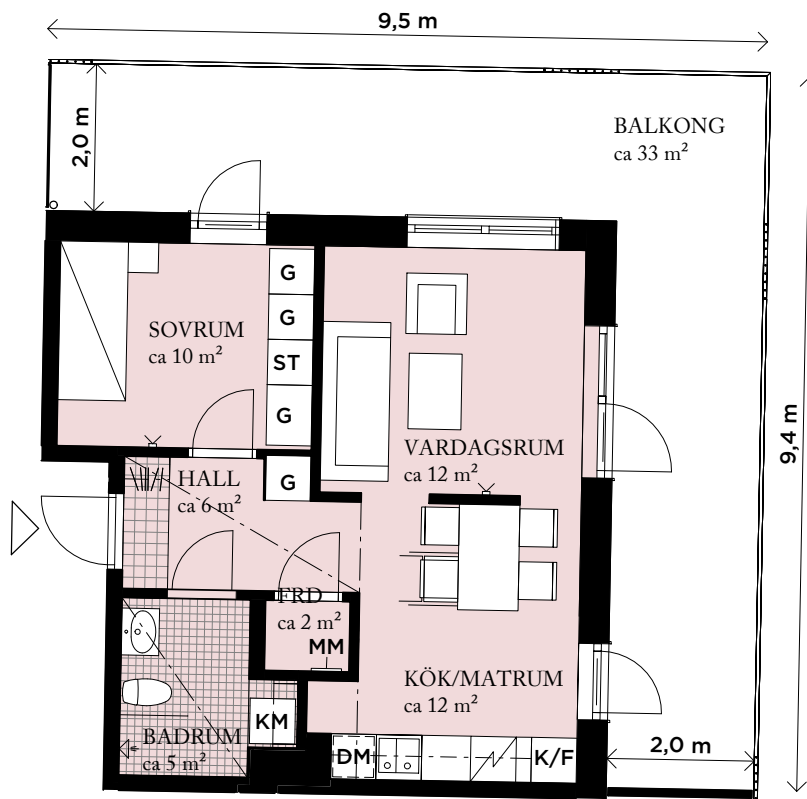 9,5 m
2,0 m
BALKONG
ca 33 m²
G
G
SOVRUM
ca 10 m²
ST
G
9,4 m
VARDAGSRUM
ca 12 m²
HALL
ca 6 m²
G
FRD
ca 2 m²
MM
KÖK/MATRUM
ca 12 m²
KM
BADRUM
ca 5 m²
DM
K/F
2,0 m